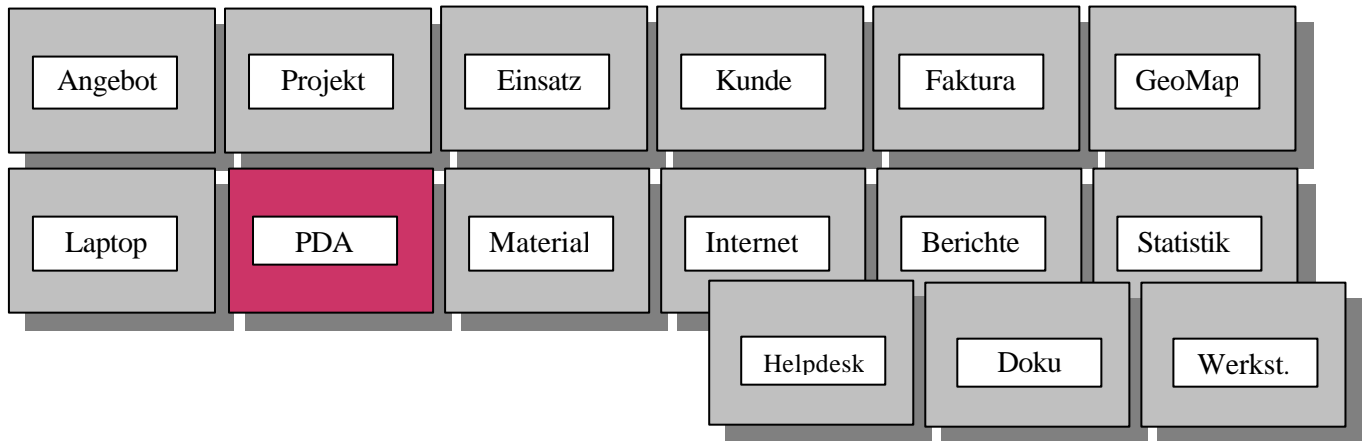 Angebot
Projekt
Einsatz
Kunde
Faktura
GeoMap
Laptop
PDA
Material
Internet
Berichte
Statistik
Helpdesk
Doku
Werkst.